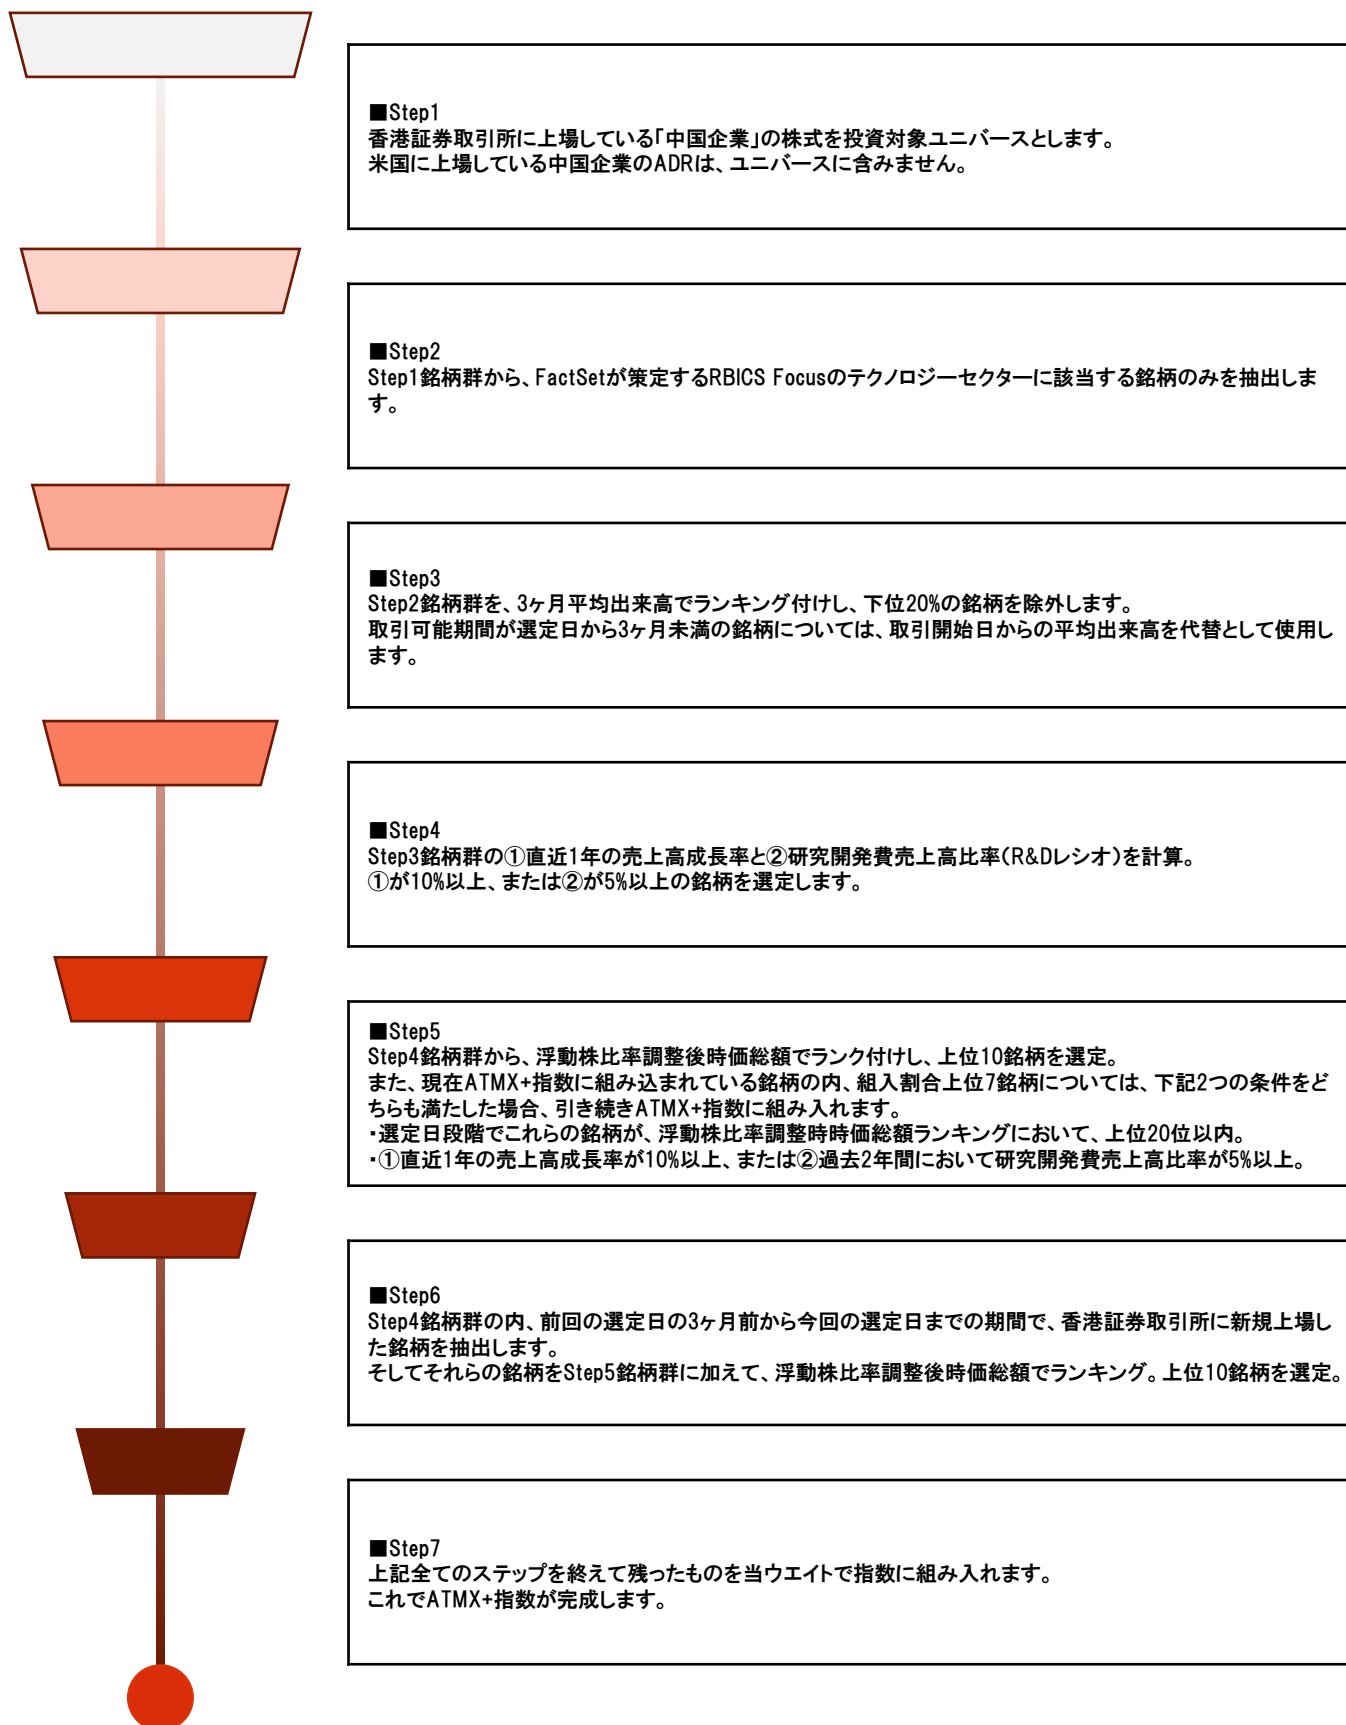 ■Step1
香港証券取引所に上場している「中国企業」の株式を投資対象ユニバースとします。
米国に上場している中国企業のADRは、ユニバースに含みません。
■Step2
Step1銘柄群から、FactSetが策定するRBICS Focusのテクノロジーセクターに該当する銘柄のみを抽出しま
す。
■Step3
Step2銘柄群を、3ヶ月平均出来高でランキング付けし、下位20%の銘柄を除外します。
取引可能期間が選定日から3ヶ月未満の銘柄については、取引開始日からの平均出来高を代替として使用し
ます。
■Step4
Step3銘柄群の①直近1年の売上高成長率と②研究開発費売上高比率(R&Dレシオ)を計算。
①が10%以上、または②が5%以上の銘柄を選定します。
■Step5
Step4銘柄群から、浮動株比率調整後時価総額でランク付けし、上位10銘柄を選定。
また、現在ATMX+指数に組み込まれている銘柄の内、組入割合上位7銘柄については、下記2つの条件をど
ちらも満たした場合、引き続きATMX+指数に組み入れます。
・選定日段階でこれらの銘柄が、浮動株比率調整時時価総額ランキングにおいて、上位20位以内。
・①直近1年の売上高成長率が10%以上、または②過去2年間において研究開発費売上高比率が5%以上。
■Step6
Step4銘柄群の内、前回の選定日の3ヶ月前から今回の選定日までの期間で、香港証券取引所に新規上場し
た銘柄を抽出します。
そしてそれらの銘柄をStep5銘柄群に加えて、浮動株比率調整後時価総額でランキング。上位10銘柄を選定。
■Step7
上記全てのステップを終えて残ったものを当ウエイトで指数に組み入れます。
これでATMX+指数が完成します。